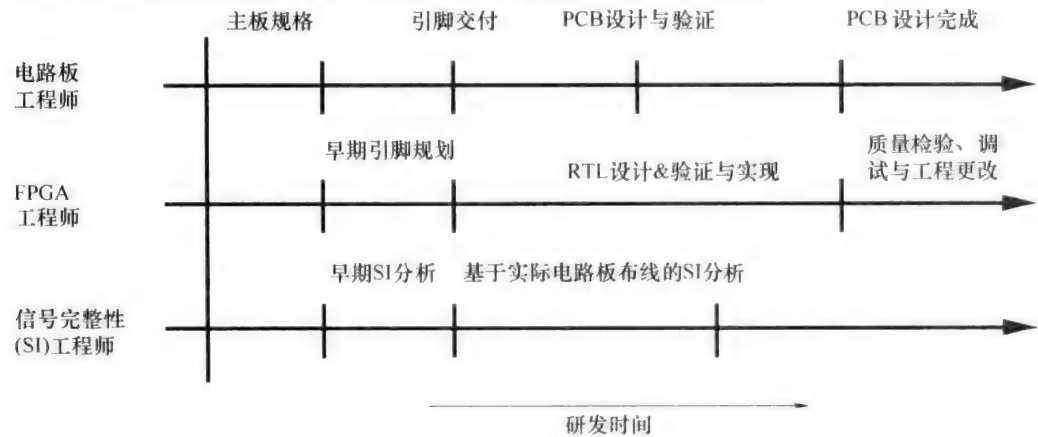 主板规格
引脚交付
PCB设计与验证
PCB 设计完成
电路板
工程师
早期引脚规划
RTL设计&验证与实现
质量检验、调
试与工程更改
FPGA
工程师
早期SI分析
基于实际电路板布线的SI分析
信号完整性
(SI)工程师
研发时间